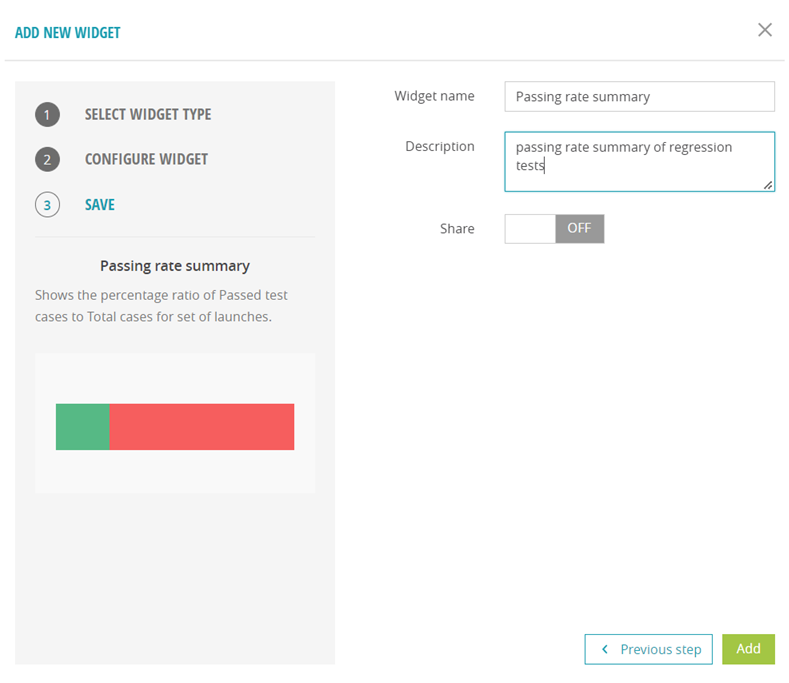 ADD NEW WIDGET
1 SELECT WIDGET TYPE
2 CONFIGURE WIDGET
3 SAVE
Passing rate summary
Shows the percentage ratio of Passed test
cases to Total cases for set of launches.
Widget name Passing rate summary
Description passing rate summary of regression
tests
Share OFF
Previous step Add